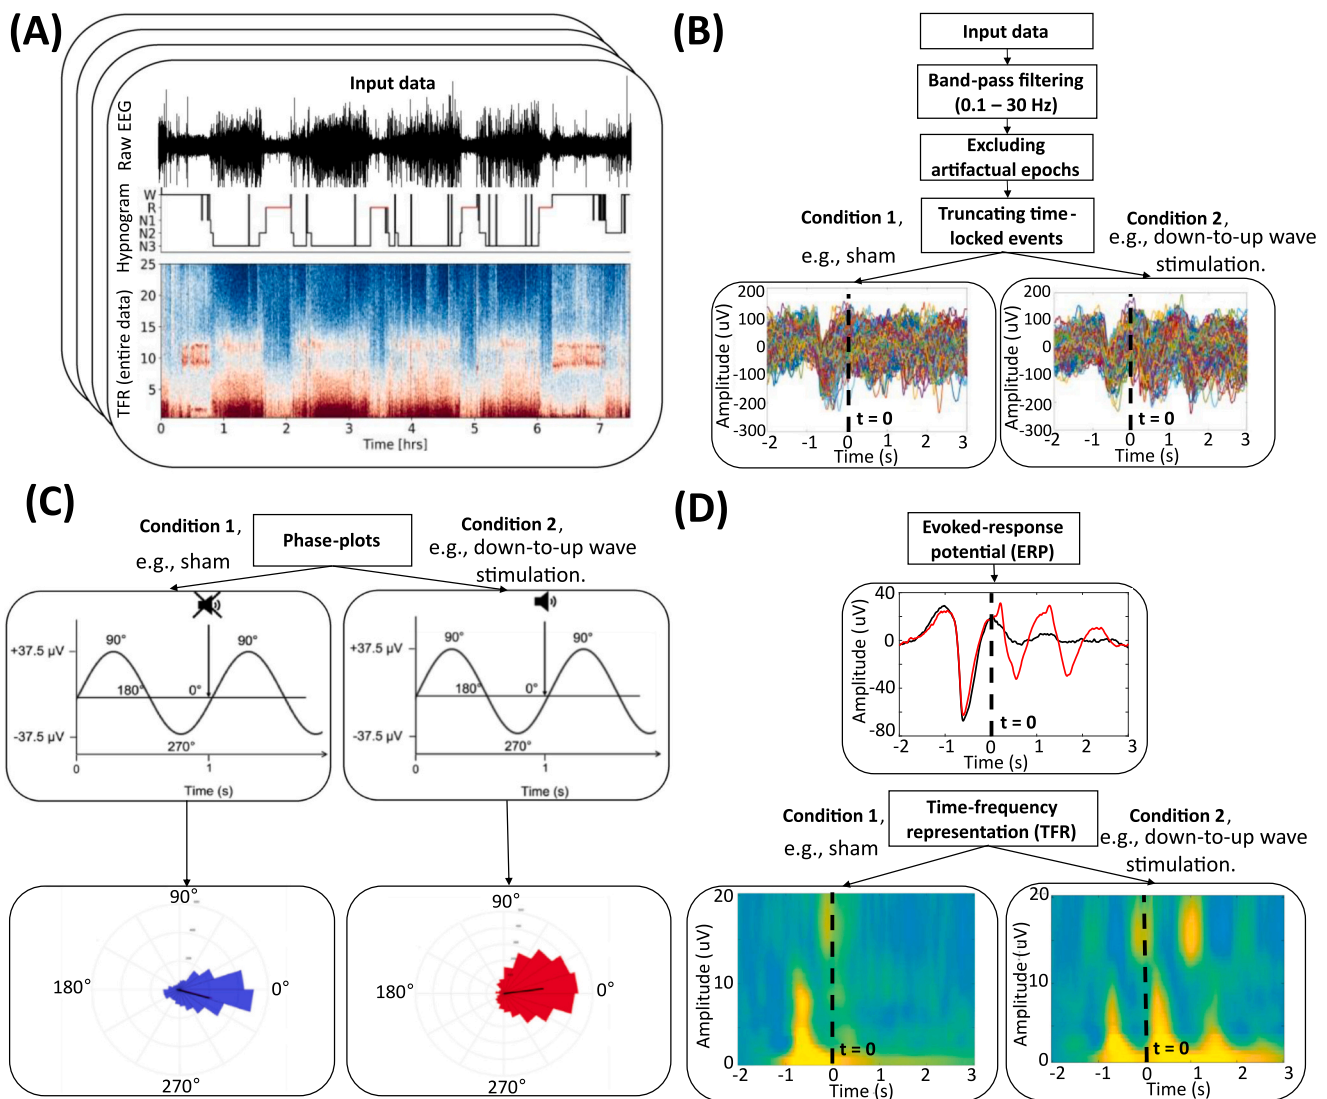 (A)
Input data
Raw EEG
Hypnogram
W
R
N1
N2
N3
TFR (entire data)
25
20
15
10
5
0 1 2 3 4 5 6 7
Time [hrs]
(B)
Input data
Band-pass filtering
(0.1 – 30 Hz)
Excluding
artifactual epochs
Truncating time-
locked events
Condition 1,
e.g., sham
Condition 2,
e.g., down-to-up wave
stimulation.
Amplitude (uV)
200
100
0
-100
-200
-300
t = 0
-2 -1 0 1 2 3
Time (s)
Amplitude (uV)
200
100
0
-100
-200
-300
t = 0
-2 -1 0 1 2 3
Time (s)
(C)
Phase-plots
Condition 1,
e.g., sham
Condition 2,
e.g., down-to-up wave
stimulation.
+37.5 µV
-37.5 µV
90°
180°
0°
90°
270°
0 1
Time (s)
+37.5 µV
-37.5 µV
90°
180°
0°
90°
270°
0 1
Time (s)
90°
180°
0°
270°
90°
180°
0°
270°
(D)
Evoked-response
potential (ERP)
Amplitude (uV)
40
0
-40
-80
t = 0
-2 -1 0 1 2 3
Time (s)
Time-frequency
representation (TFR)
Condition 1,
e.g., sham
Condition 2,
e.g., down-to-up wave
stimulation.
Amplitude (uV)
20
10
0
t = 0
-2 -1 0 1 2 3
Time (s)
Amplitude (uV)
20
10
0
t = 0
-2 -1 0 1 2 3
Time (s)